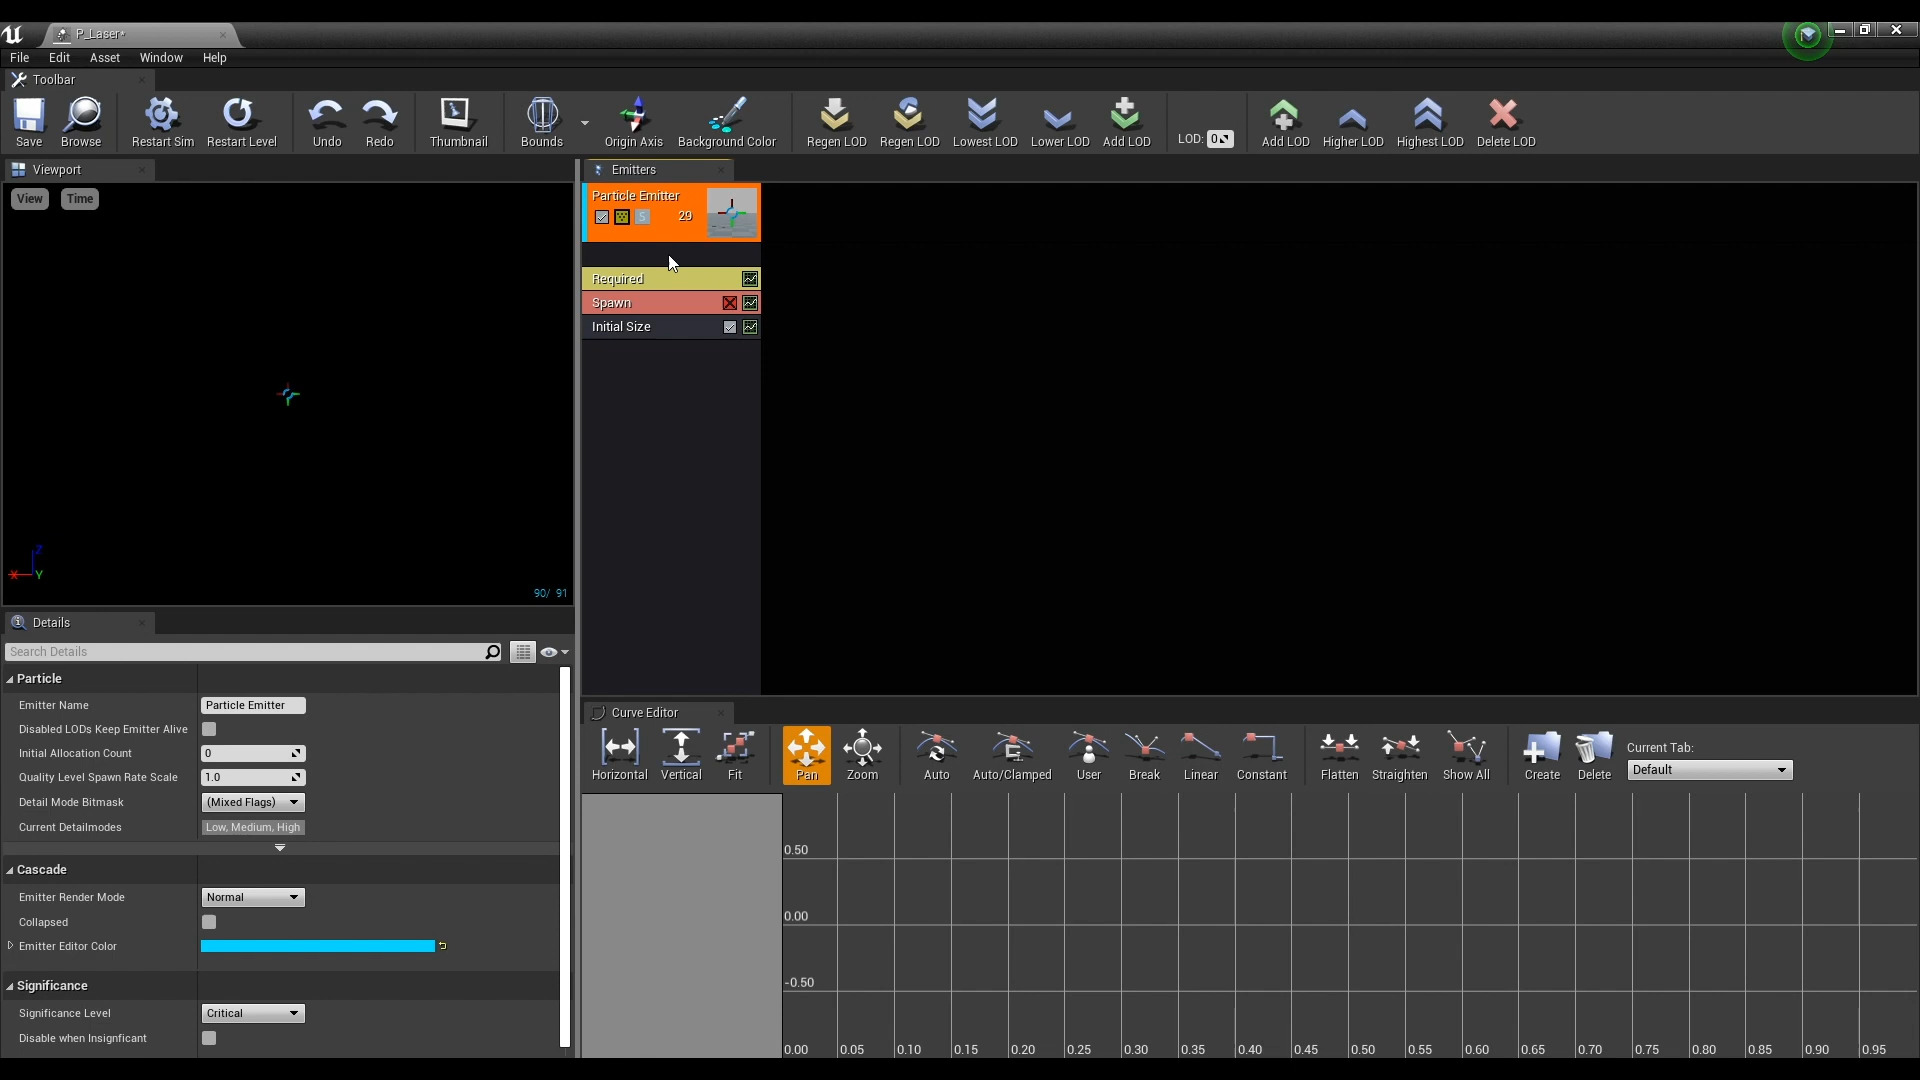 P_Laser*
File Edit Asset Window Help
Toolbar
Save Browse Restart Sim Restart Level Undo Redo Thumbnail Bounds Origin Axis Background Color Regen LOD Regen LOD Lowest LOD Lower LOD Add LOD LOD: 0 Add LOD Higher LOD Highest LOD Delete LOD
Viewport
View Time
Z
X Y
90/ 91
Emitters
Particle Emitter
S 29
Required
Spawn
Initial Size
Details
Search Details
Particle
Emitter Name Particle Emitter
Disabled LODs Keep Emitter Alive
Initial Allocation Count 0
Quality Level Spawn Rate Scale 1.0
Detail Mode Bitmask (Mixed Flags)
Current Detailmodes Low, Medium, High
Cascade
Emitter Render Mode Normal
Collapsed
Emitter Editor Color
Significance
Significance Level Critical
Disable when Insignficant
Curve Editor
Horizontal Vertical Fit Pan Zoom Auto Auto/Clamped User Break Linear Constant Flatten Straighten Show All Create Delete
Current Tab:
Default
0.50
0.00
-0.50
0.00 0.05 0.10 0.15 0.20 0.25 0.30 0.35 0.40 0.45 0.50 0.55 0.60 0.65 0.70 0.75 0.80 0.85 0.90 0.95